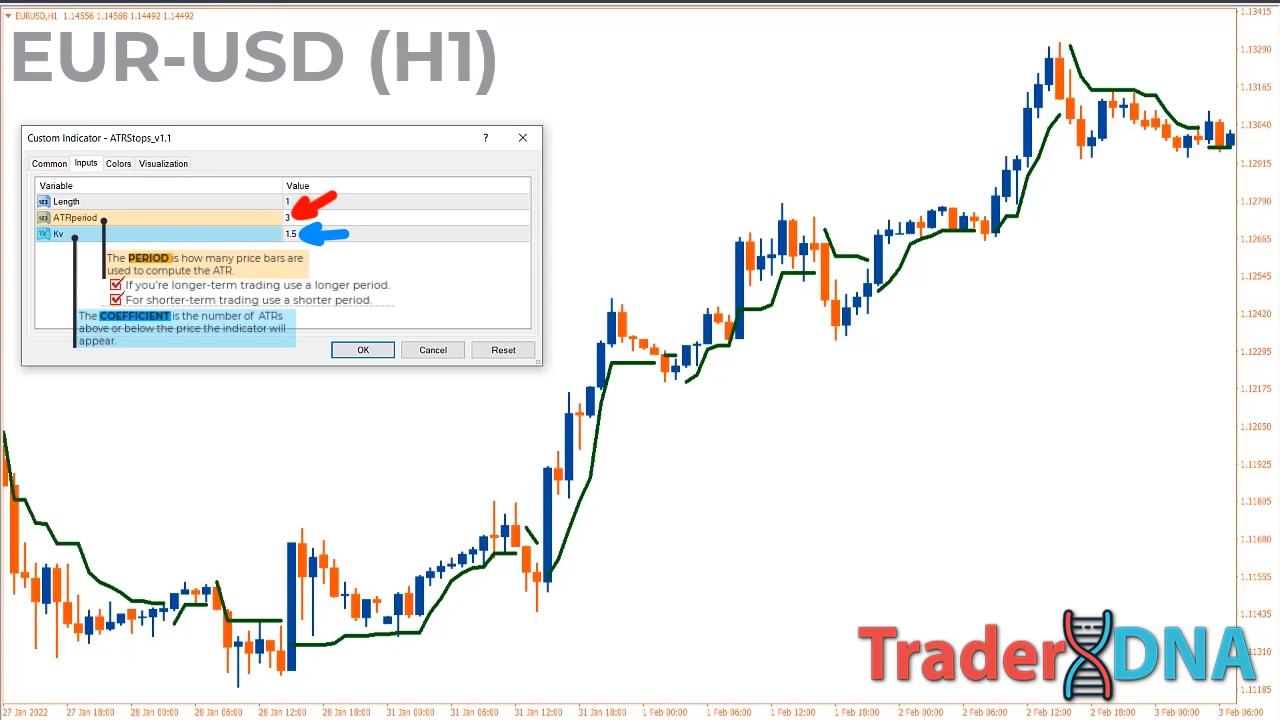 EURUSD,H1 1.14556 1.14568 1.14492 1.14492
EUR-USD (H1)
Custom Indicator - ATRStops_v1.1
?
Common Inputs Colors Visualization
Variable Value
123 Length 1
123 ATRperiod 3
Kv 1.5
The PERIOD is how many price bars are
used to compute the ATR.
If you're longer-term trading use a longer period.
For shorter-term trading use a shorter period.
The COEFFICIENT is the number of ATRs
above or below the price the indicator will
appear.
OK Cancel Reset
1.13415
1.13290
1.13165
1.13040
1.12915
1.12790
1.12665
1.12545
1.12420
1.12295
1.12175
1.12050
1.11925
1.11805
1.11680
1.11555
1.11435
1.11310
1.11185
TraderDNA
27 Jan 2022 27 Jan 18:00 28 Jan 00:00 28 Jan 06:00 28 Jan 12:00 28 Jan 18:00 31 Jan 00:00 31 Jan 06:00 31 Jan 12:00 31 Jan 18:00 1 Feb 00:00 1 Feb 06:00 1 Feb 12:00 1 Feb 18:00 2 Feb 00:00 2 Feb 06:00 2 Feb 12:00 2 Feb 18:00 3 Feb 00:00 3 Feb 06:00